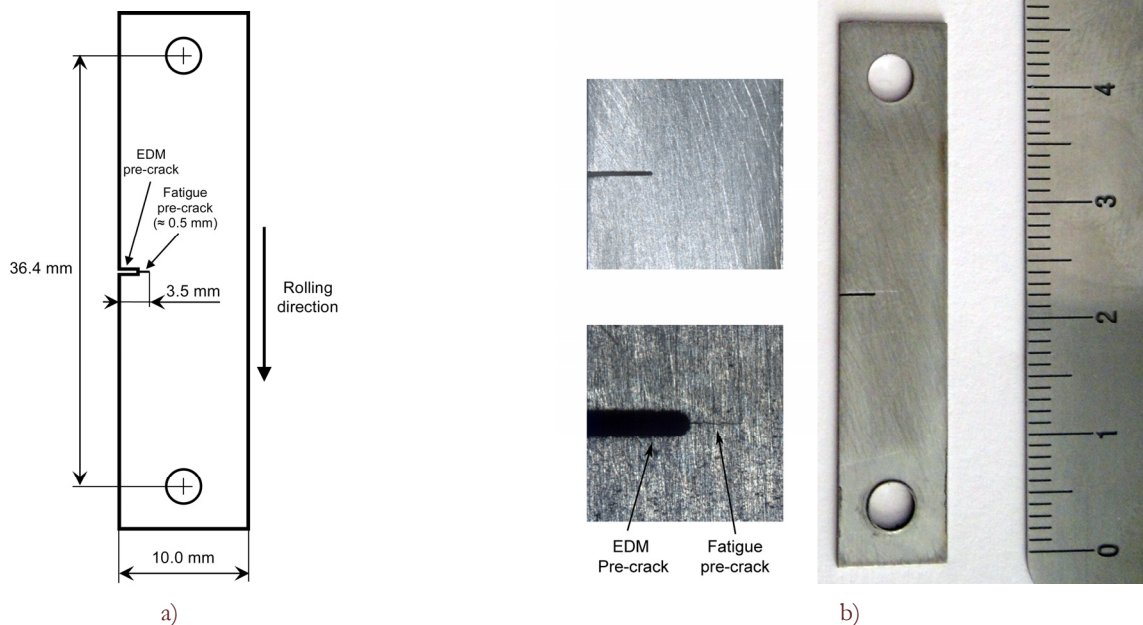 EDM
pre-crack
Fatigue
pre-crack
(≈ 0.5 mm)
36.4 mm
3.5 mm
Rolling
direction
10.0 mm
a)
EDM
Pre-crack
Fatigue
pre-crack
4
3
2
1
0
b)